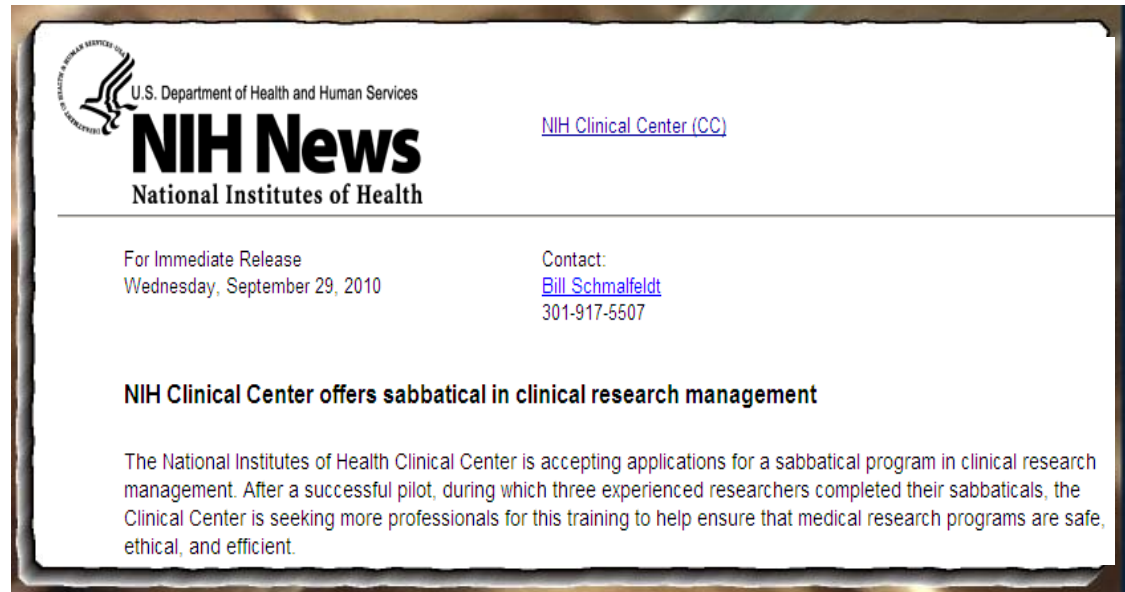 U.S. Department of Health and Human Services
NIH News
National Institutes of Health
NIH Clinical Center (CC)
For Immediate Release
Wednesday, September 29, 2010
Contact:
Bill Schmalfeldt
301-917-5507
NIH Clinical Center offers sabbatical in clinical research management
The National Institutes of Health Clinical Center is accepting applications for a sabbatical program in clinical research
management. After a successful pilot, during which three experienced researchers completed their sabbaticals, the
Clinical Center is seeking more professionals for this training to help ensure that medical research programs are safe,
ethical, and efficient.